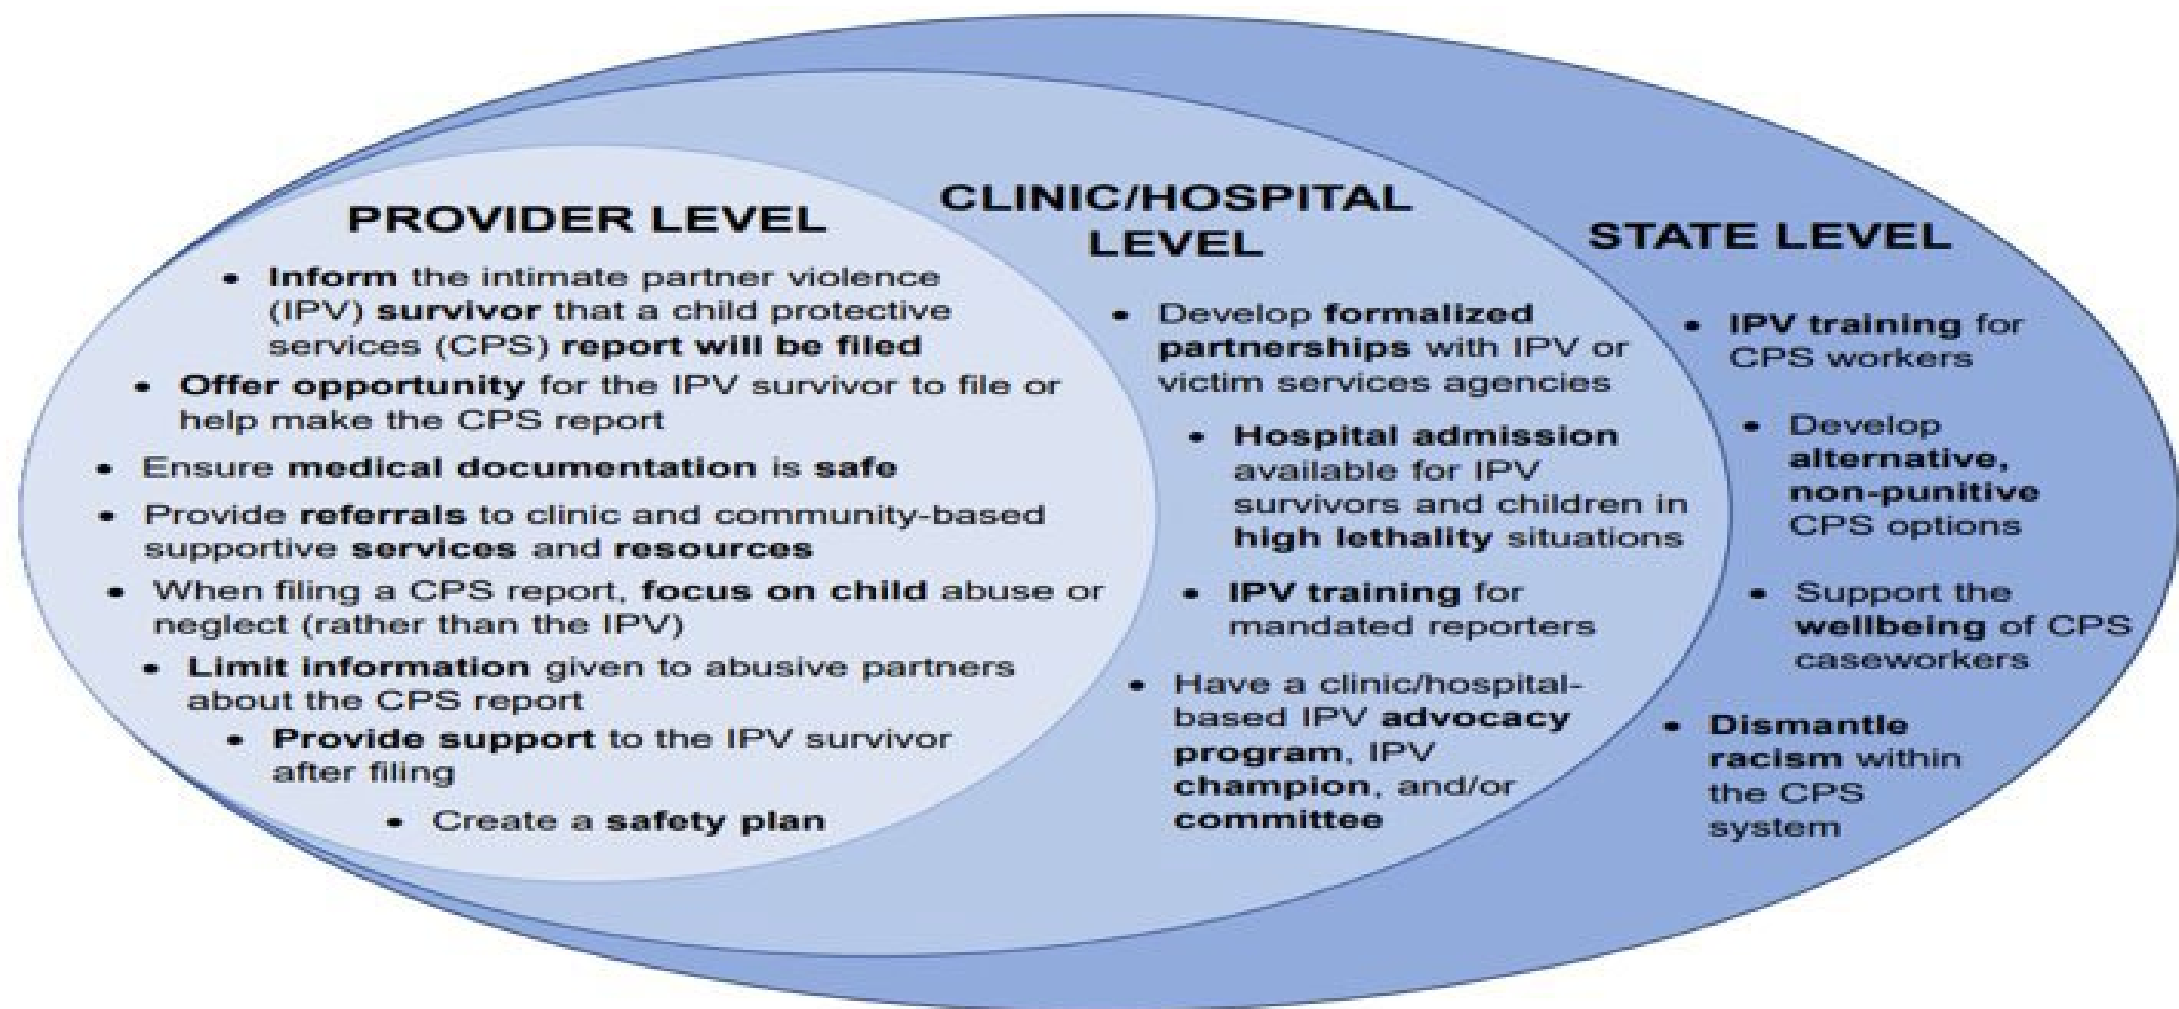 PROVIDER LEVEL
• Inform the intimate partner violence
(IPV) survivor that a child protective
services (CPS) report will be filed
• Offer opportunity for the IPV survivor to file or
help make the CPS report
• Ensure medical documentation is safe
• Provide referrals to clinic and community-based
supportive services and resources
• When filing a CPS report, focus on child abuse or
neglect (rather than the IPV)
• Limit information given to abusive partners
about the CPS report
• Provide support to the IPV survivor
after filing
• Create a safety plan
CLINIC/HOSPITAL
LEVEL
• Develop formalized
partnerships with IPV or
victim services agencies
• Hospital admission
available for IPV
survivors and children in
high lethality situations
• IPV training for
mandated reporters
• Have a clinic/hospital-
based IPV advocacy
program, IPV
champion, and/or
committee
STATE LEVEL
• IPV training for
CPS workers
• Develop
alternative,
non-punitive
CPS options
• Support the
wellbeing of CPS
caseworkers
• Dismantle
racism within
the CPS
system